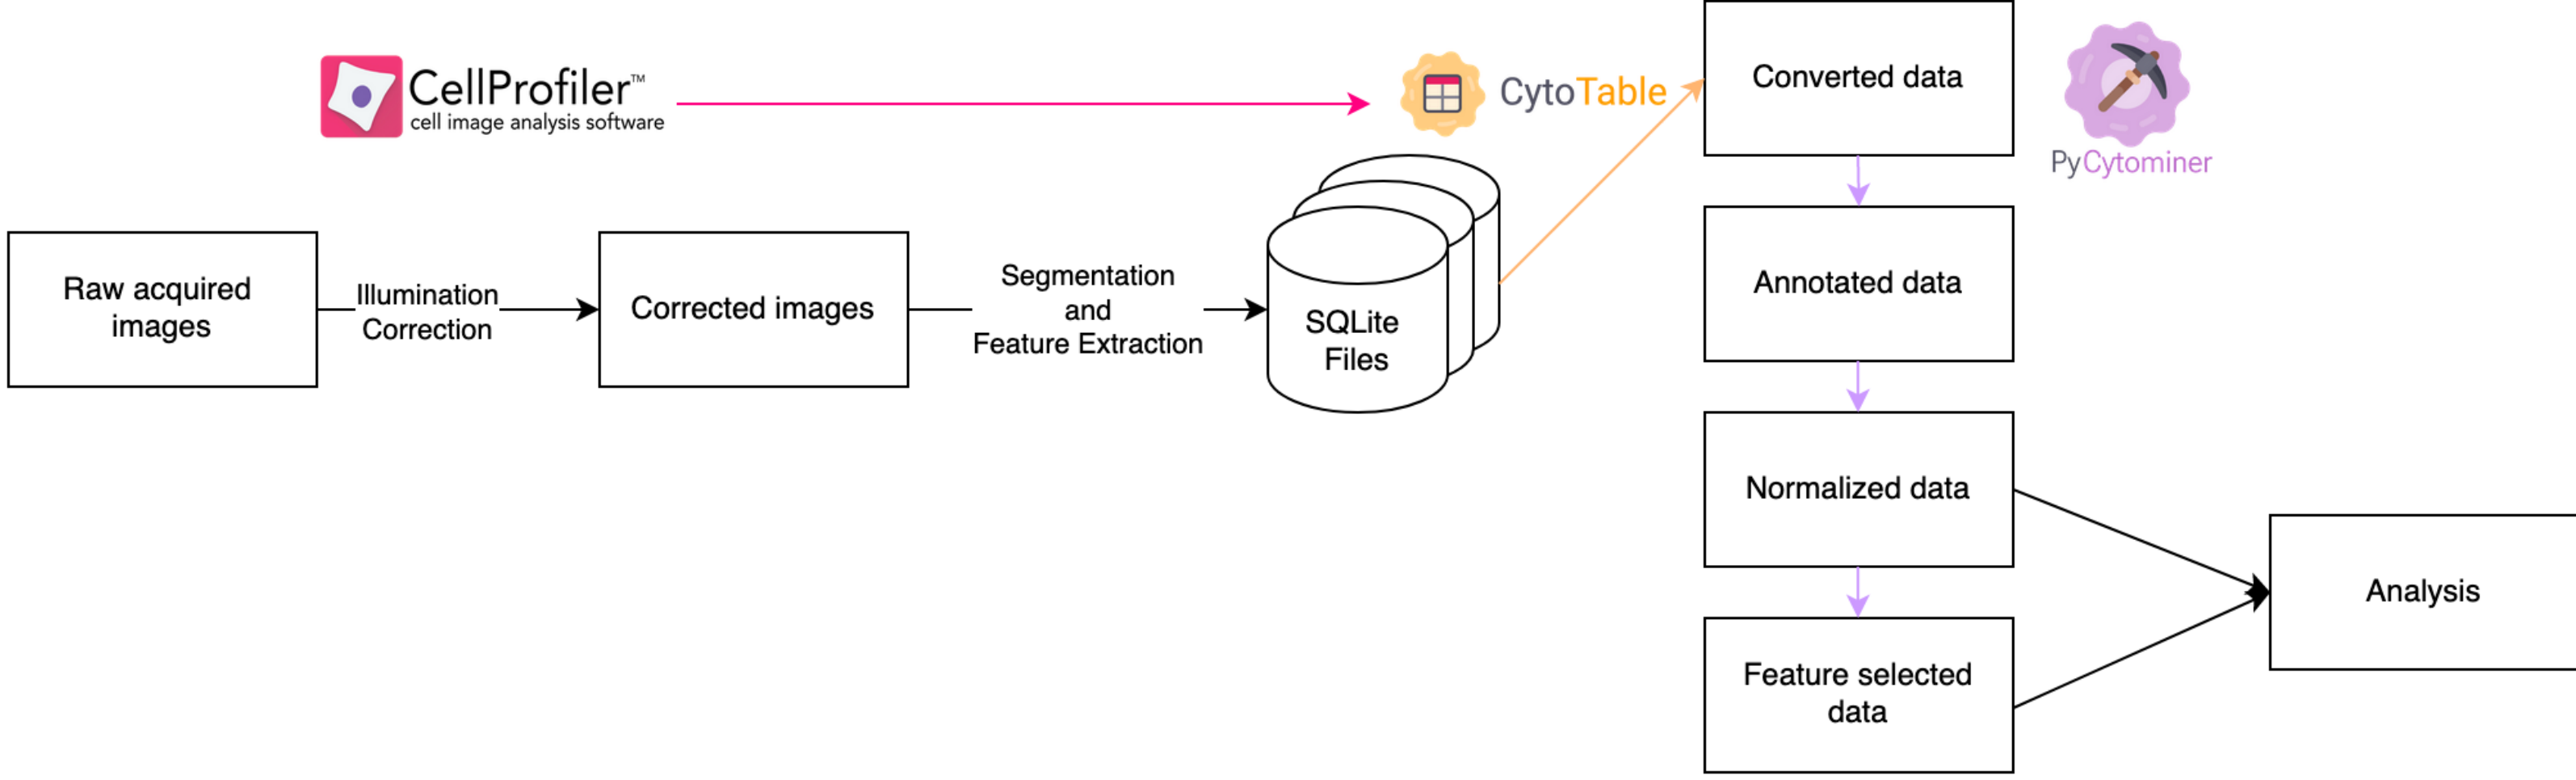 CellProfiler™
cell image analysis software
CytoTable
Converted data
PyCytominer
Raw acquired
images
Illumination
Correction
Corrected images
Segmentation
and
Feature Extraction
SQLite
Files
Annotated data
Normalized data
Feature selected
data
Analysis